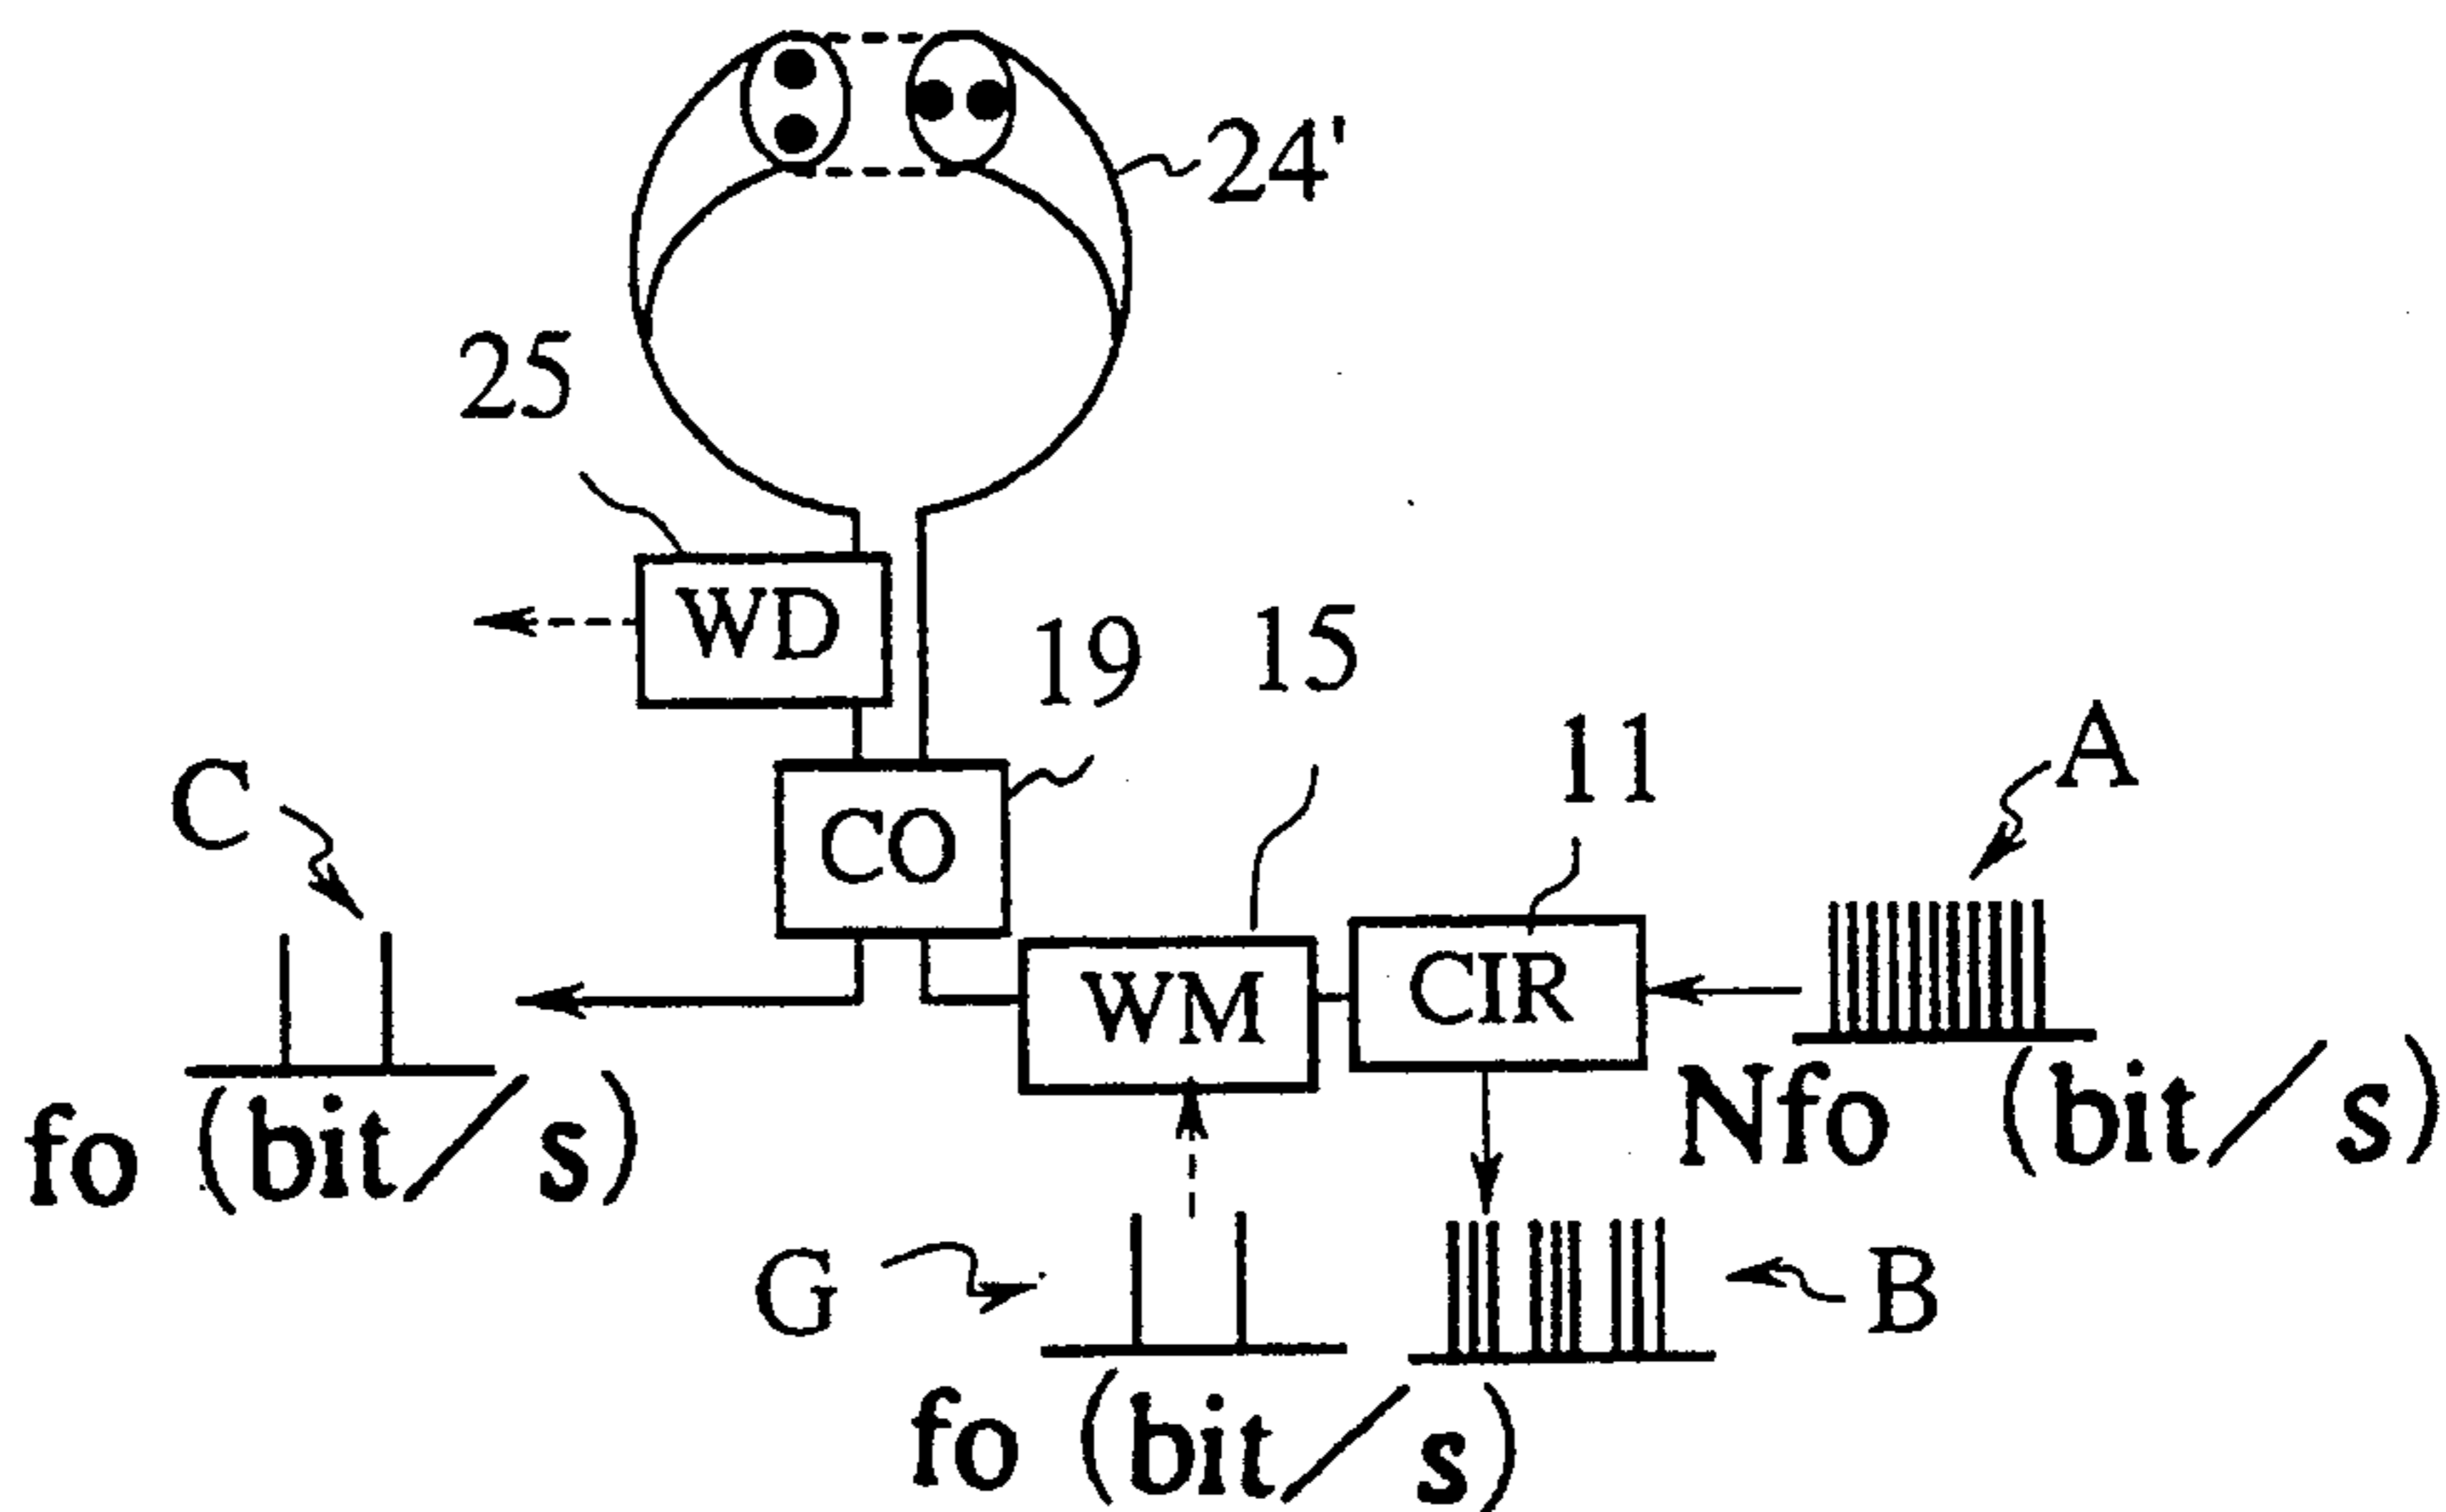 24'
25
WD
19
15
11
A
C
CO
WM
CIR
fo (bit/s)
Nfo (bit/s)
G
B
fo (bit/s)